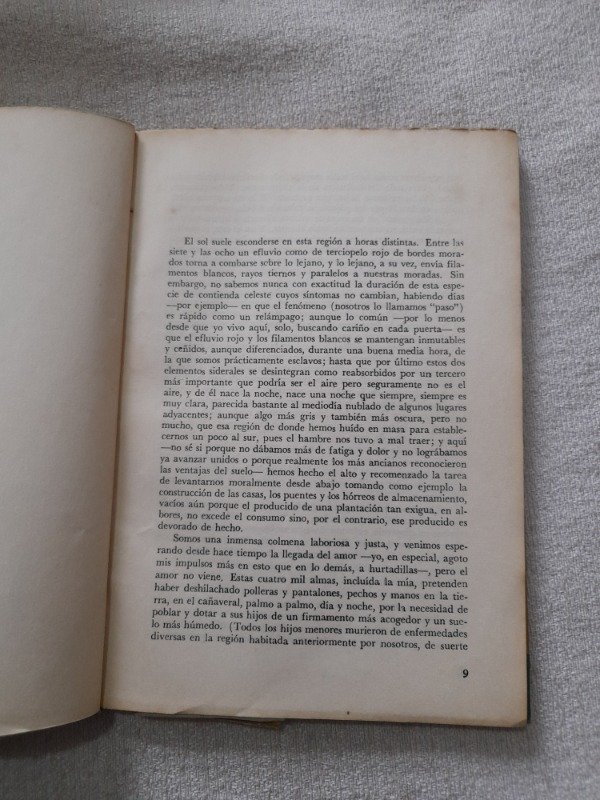 El sol suele esconderse en esta región a horas distintas. Entre las
siete y las ocho un efluvio como de terciopelo rojo de bordes mora-
dos torna a combarse sobre lo lejano, y lo lejano, a su vez, envía fila-
mentos blancos, rayos tiernos y paralelos a nuestras moradas. Sin
embargo, no sabemos nunca con exactitud la duración de esta espe-
cie de contienda celeste cuyos síntomas no cambian, habiendo días
—por ejemplo— en que el fenómeno (nosotros lo llamamos "paso")
es rápido como un relámpago; aunque lo común —por lo menos
desde que yo vivo aquí, solo, buscando cariño en cada puerta— es
que el efluvio rojo y los filamentos blancos se mantengan inmutables
y ceñidos, aunque diferenciados, durante una buena media hora, de
la que somos prácticamente esclavos; hasta que por último estos dos
elementos siderales se desintegran como reabsorbidos por un tercero
más importante que podría ser el aire pero seguramente no es el
aire, y de él nace la noche, nace una noche que siempre, siempre es
muy clara, parecida bastante al mediodía nublado de algunos lugares
adyacentes; aunque algo más gris y también más oscura, pero no
mucho, que esa región de donde hemos huído en masa para estable-
cernos un poco al sur, pues el hambre nos tuvo a mal traer; y aquí
—no sé si porque no dábamos más de fatiga y dolor y no lográbamos
ya avanzar unidos o porque realmente los más ancianos reconocieron
las ventajas del suelo— hemos hecho el alto y recomenzado la tarea
de levantarnos moralmente desde abajo tomando como ejemplo la
construcción de las casas, los puentes y los hórreos de almacenamiento,
vacíos aún porque el producido de una plantación tan exigua, en al-
bores, no excede el consumo sino, por el contrario, ese producido es
devorado de hecho.
Somos una inmensa colmena laboriosa y justa, y venimos espe-
rando desde hace tiempo la llegada del amor —yo, en especial, agoto
mis impulsos más en esto que en lo demás, a hurtadillas—, pero el
amor no viene. Estas cuatro mil almas, incluída la mía, pretenden
haber deshilachado polleras y pantalones, pechos y manos en la tie-
rra, en el cañaveral, palmo a palmo, día y noche, por la necesidad de
poblar y dotar a sus hijos de un firmamento más acogedor y un sue-
lo más húmedo. (Todos los hijos menores murieron de enfermedades
diversas en la región habitada anteriormente por nosotros, de suerte
9